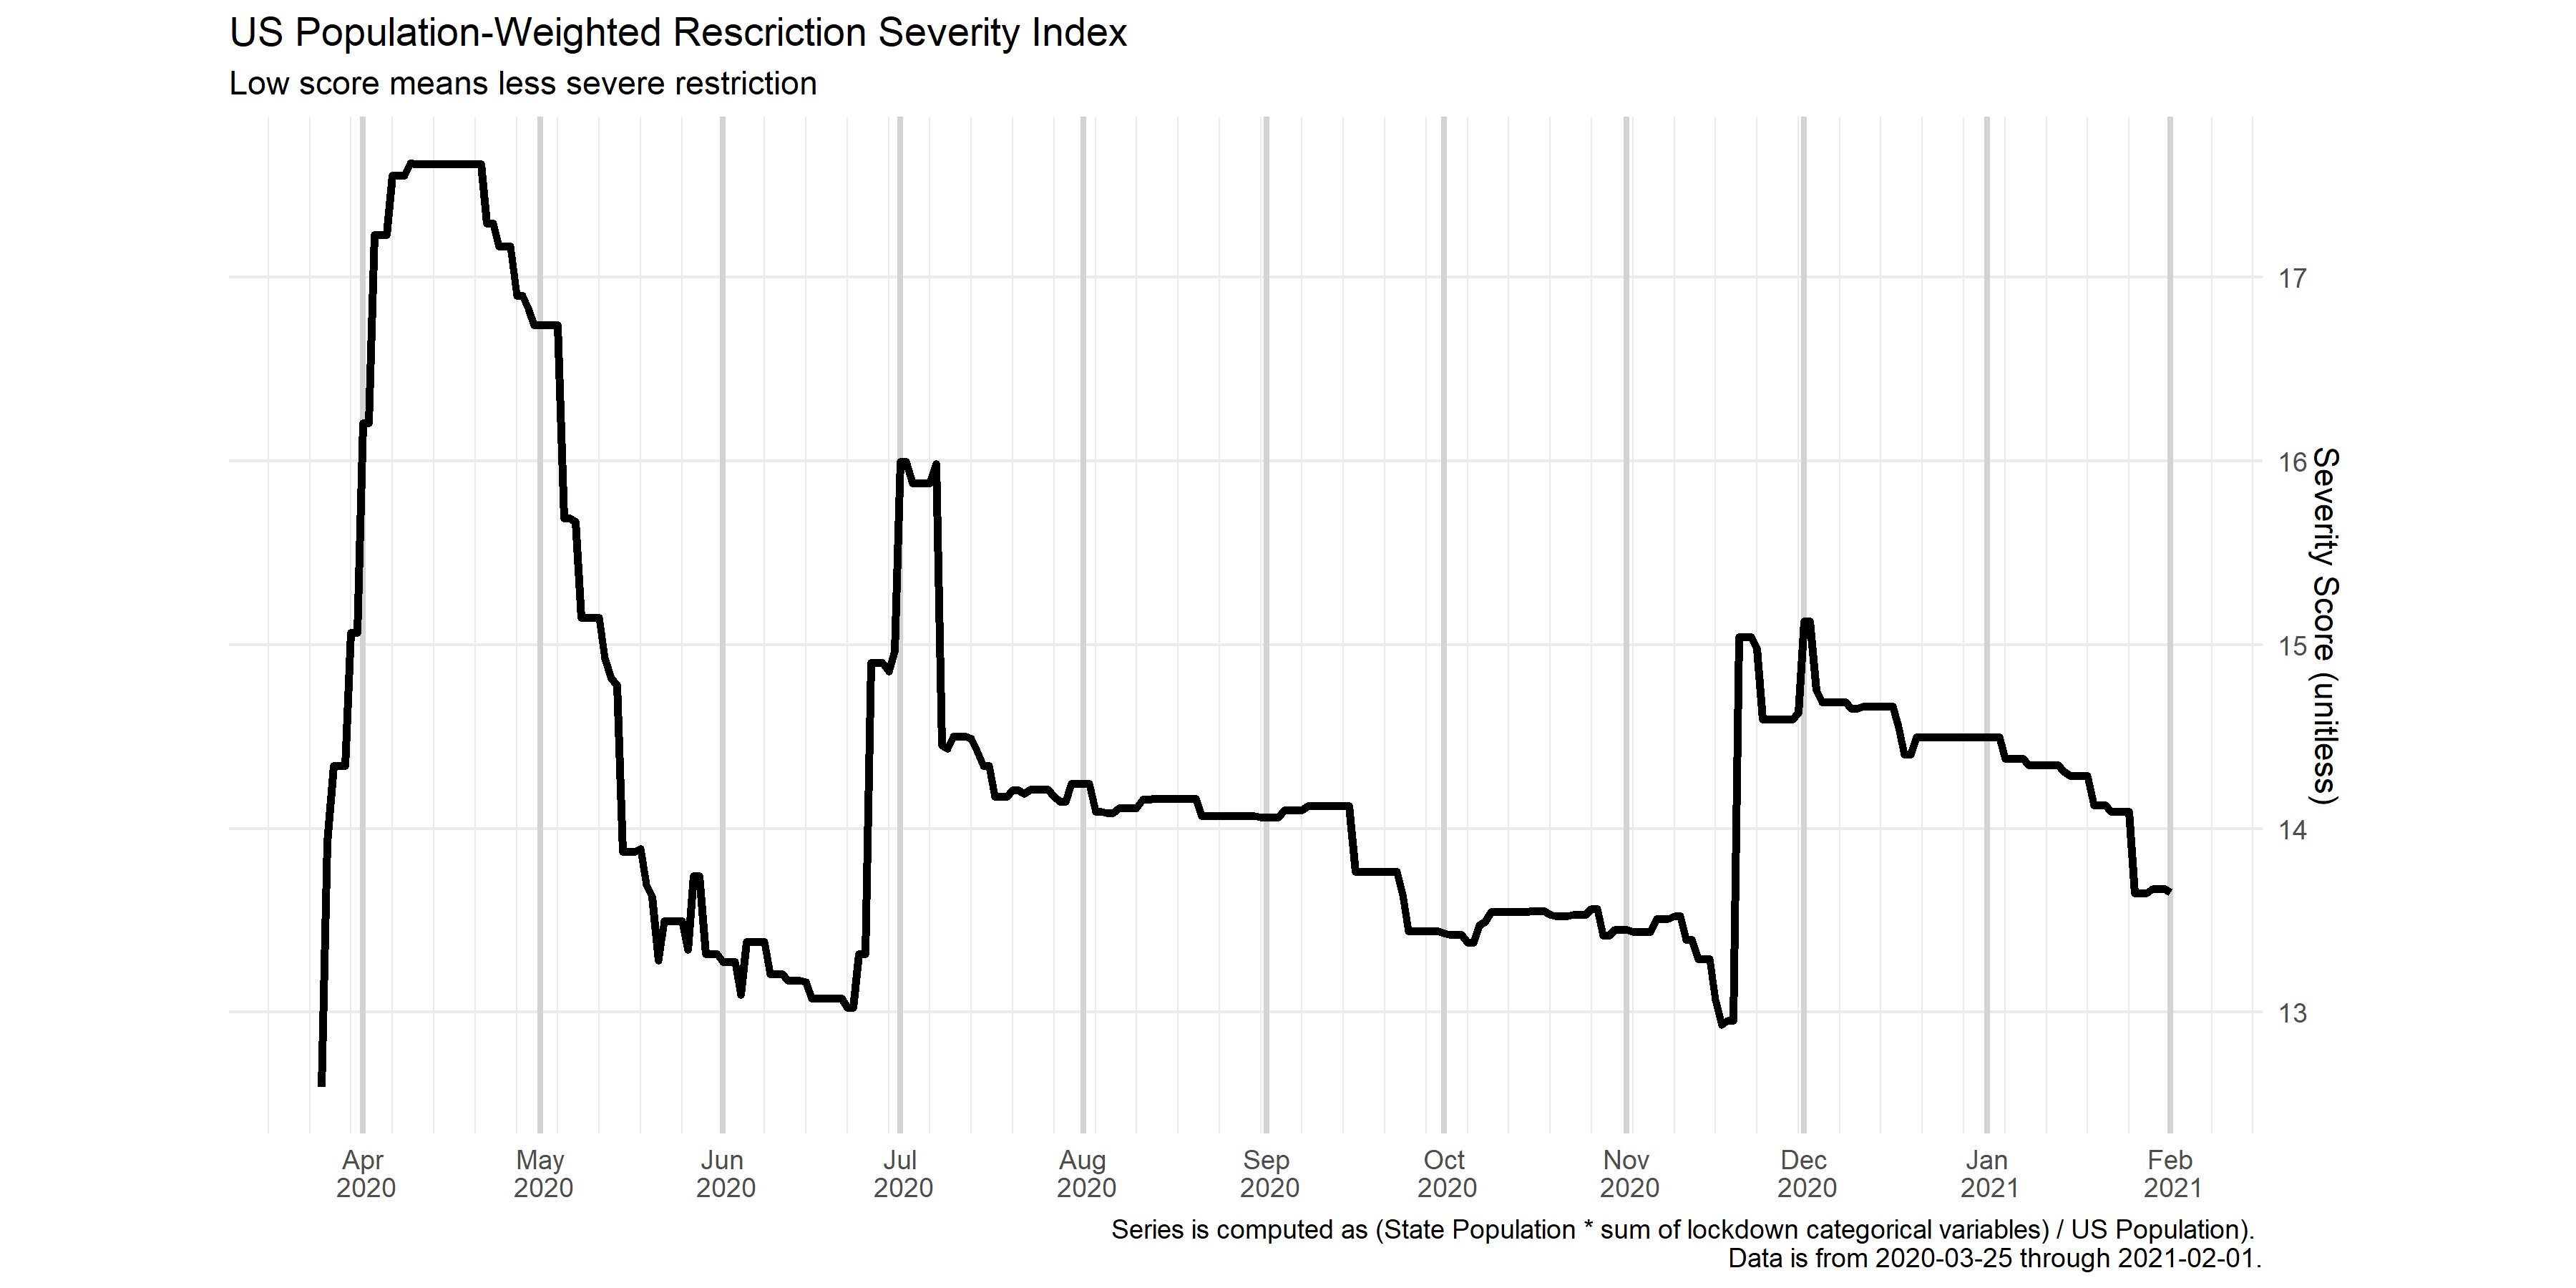 US Population-Weighted Rescriction Severity Index
Low score means less severe restriction
17
16
15
14
13
Severity Score (unitless)
Apr May Jun Jul Aug Sep Oct Nov Dec Jan Feb
2020 2020 2020 2020 2020 2020 2020 2020 2020 2021 2021
Series is computed as (State Population * sum of lockdown categorical variables) / US Population).
Data is from 2020-03-25 through 2021-02-01.